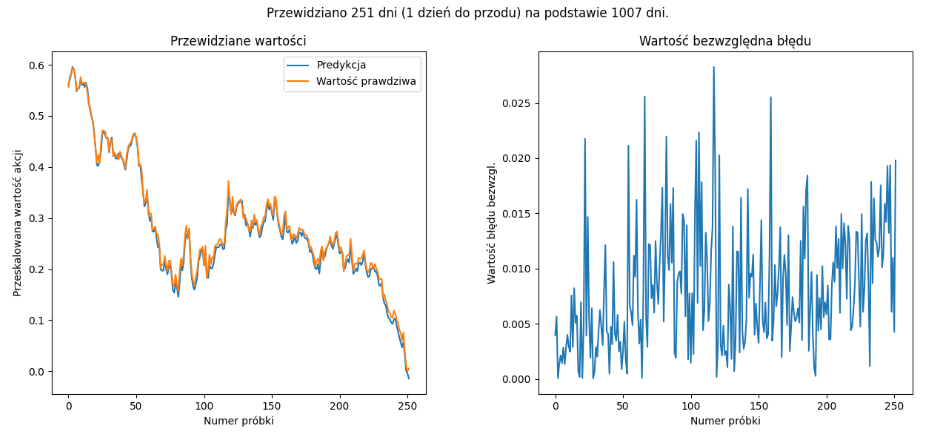 Przewidziano 251 dni (1 dzień do przodu) na podstawie 1007 dni.
Przewidziane wartości
Predykcja
Wartość prawdziwa
0.6
0.5
0.4
0.3
0.2
0.1
0.0
Przeskalowana wartość akcji
0 50 100 150 200 250
Numer próbki
Wartość bezwzględna błędu
0.025
0.020
0.015
0.010
0.005
0.000
Wartość błędu bezwzgl.
0 50 100 150 200 250
Numer próbki